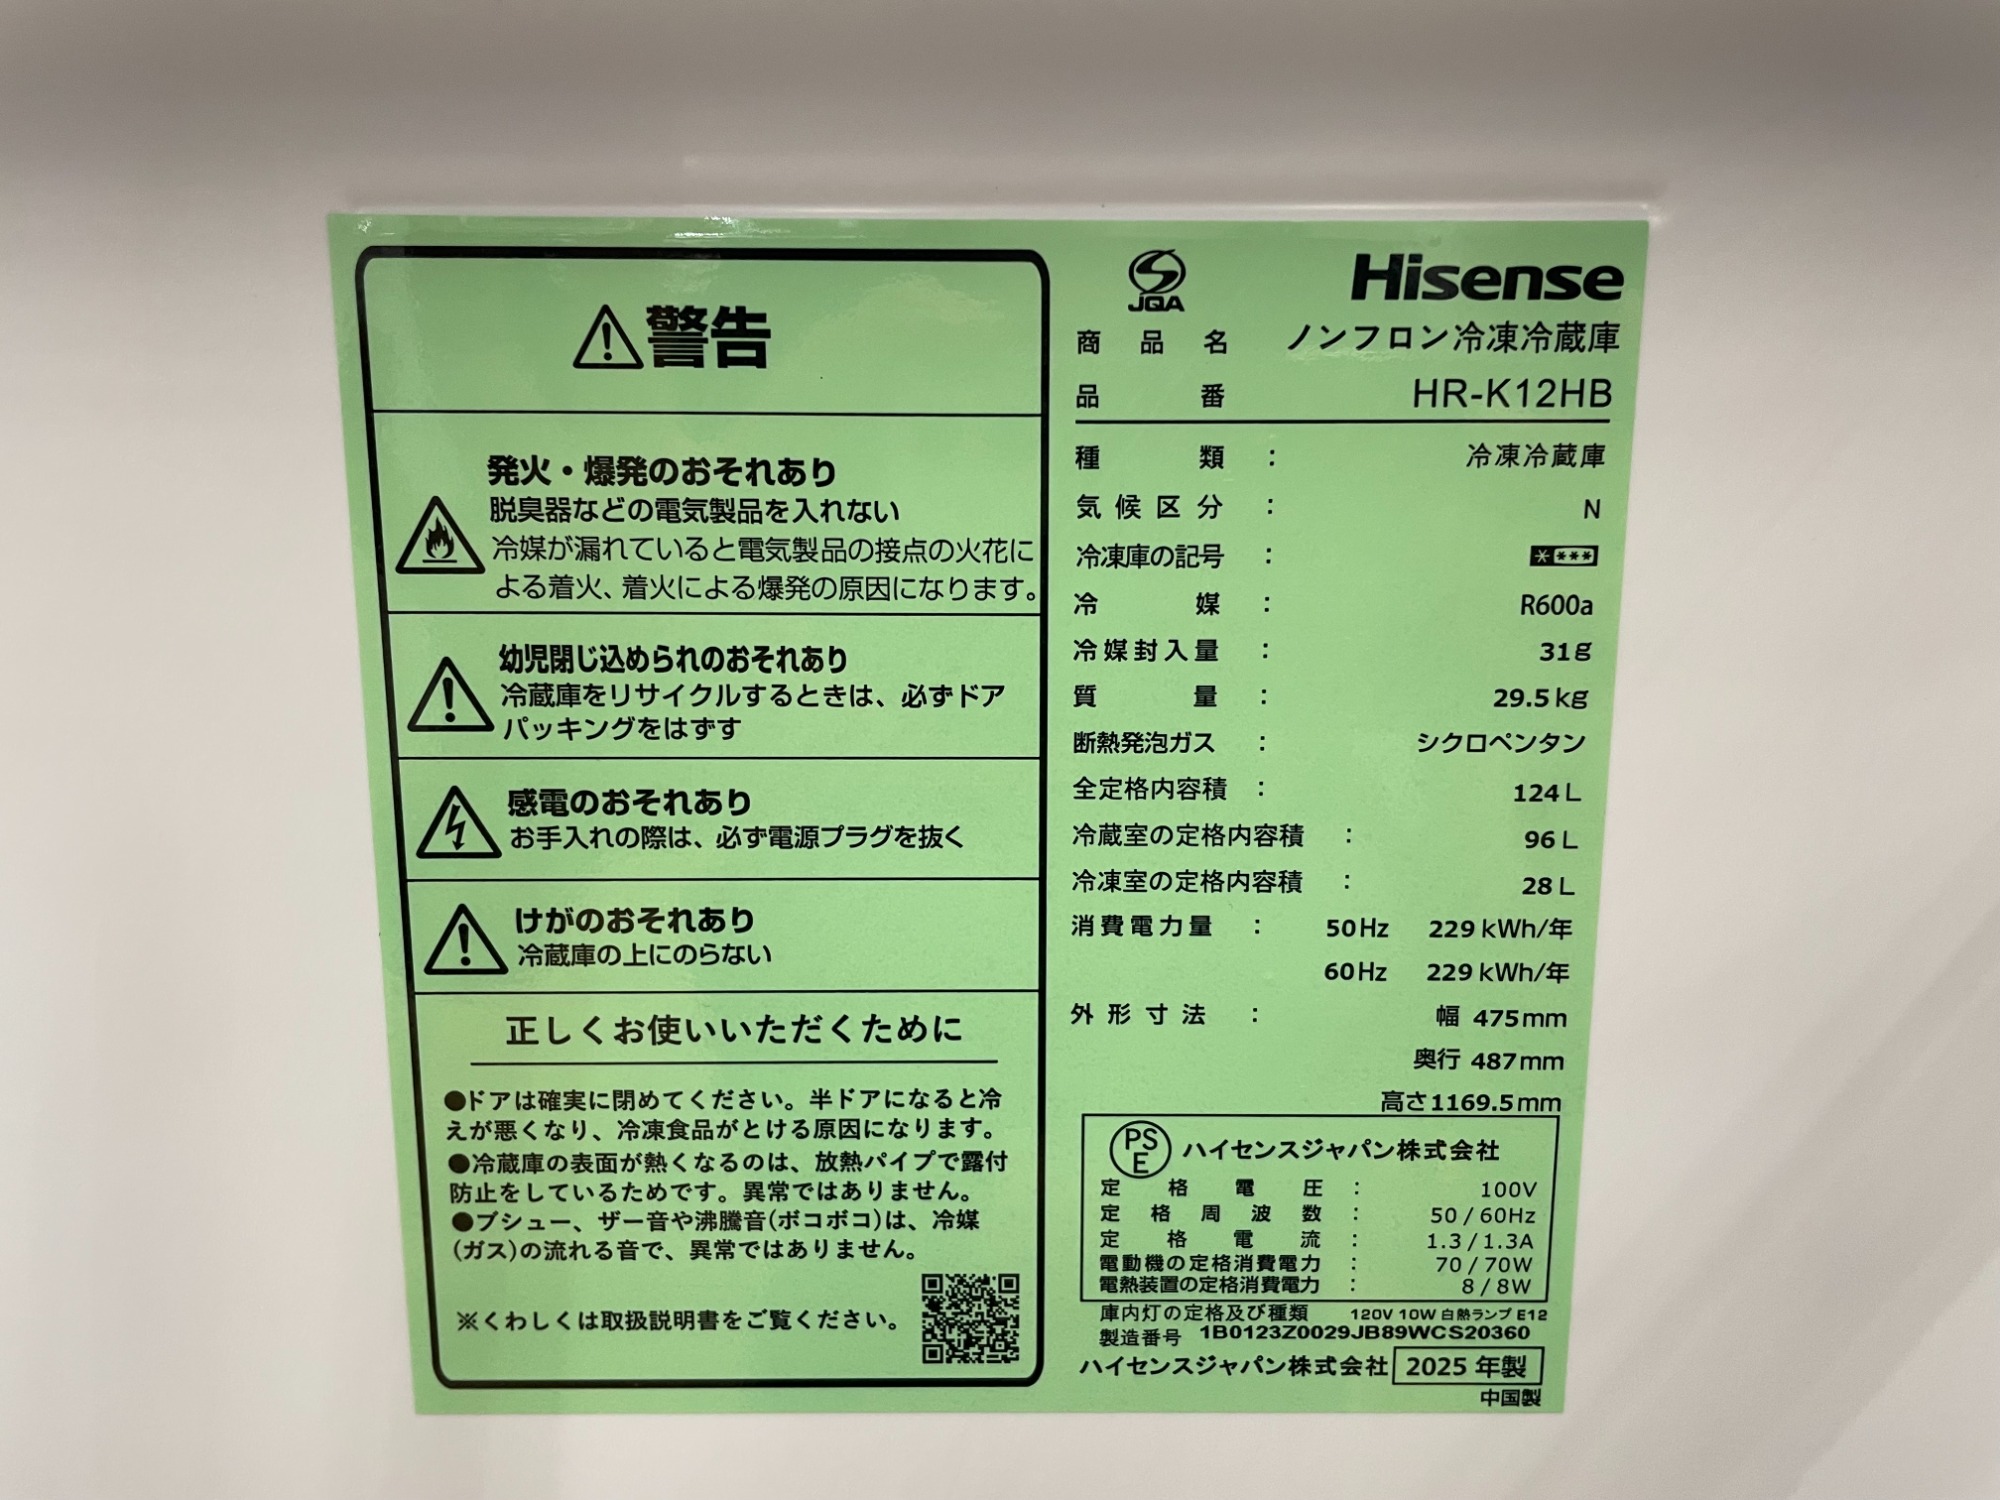 ⚠警告
発火・爆発のおそれあり
脱臭器などの電気製品を入れない
冷媒が漏れていると電気製品の接点の火花に
よる着火、着火による爆発の原因になります。
幼児閉じ込められのおそれあり
冷蔵庫をリサイクルするときは、必ずドア
パッキングをはずす
感電のおそれあり
お手入れの際は、必ず電源プラグを抜く
けがのおそれあり
冷蔵庫の上にのらない
正しくお使いいただくために
●ドアは確実に閉めてください。半ドアになると冷
えが悪くなり、冷凍食品がとける原因になります。
●冷蔵庫の表面が熱くなるのは、放熱パイプで露付
防止をしているためです。異常ではありません。
●ブシュー、ザー音や沸騰音(ボコボコ)は、冷媒
(ガス)の流れる音で、異常ではありません。
※くわしくは取扱説明書をご覧ください。
JQA
Hisense
商品名 ノンフロン冷凍冷蔵庫
品番 HR-K12HB
種類 : 冷凍冷蔵庫
気候区分 : N
冷凍庫の記号 : ****
冷媒 : R600a
冷媒封入量 : 31g
質量 : 29.5kg
断熱発泡ガス : シクロペンタン
全定格内容積 : 124L
冷蔵室の定格内容積 : 96L
冷凍室の定格内容積 : 28L
消費電力量 : 50Hz 229kWh/年
60Hz 229kWh/年
外形寸法 : 幅 475mm
奥行 487mm
高さ1169.5mm
PSE ハイセンスジャパン株式会社
定格電圧 : 100V
定格周波数 : 50/60Hz
定格電流 : 1.3/1.3A
電動機の定格消費電力 : 70/70W
電熱装置の定格消費電力 : 8/8W
庫内灯の定格及び種類 120V 10W 白熱ランプ E12
製造番号 1B0123Z0029JB89WCS20360
ハイセンスジャパン株式会社 2025年製
中国製